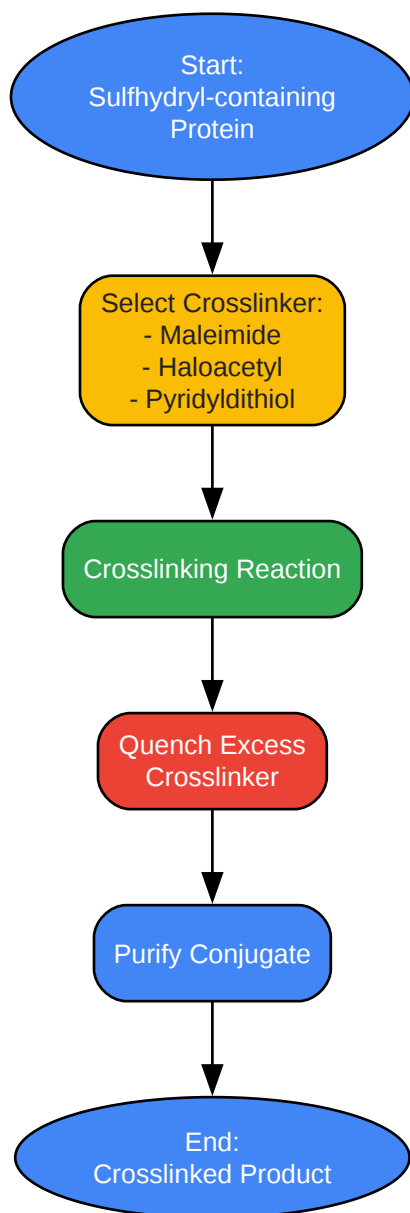 Start:
Sulfhydryl-containing
Protein
Select Crosslinker:
- Maleimide
- Haloacetyl
- Pyridyldithiol
Crosslinking Reaction
Quench Excess
Crosslinker
Purify Conjugate
End:
Crosslinked Product